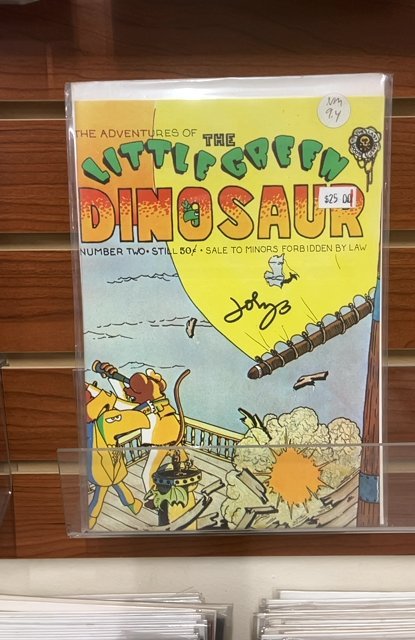 NM
9.4
THE ADVENTURES OF THE
LITTLE GREEN
DINOSAUR
$25.00
NUMBER TWO • STILL 50¢ • SALE TO MINORS FORBIDDEN BY LAW